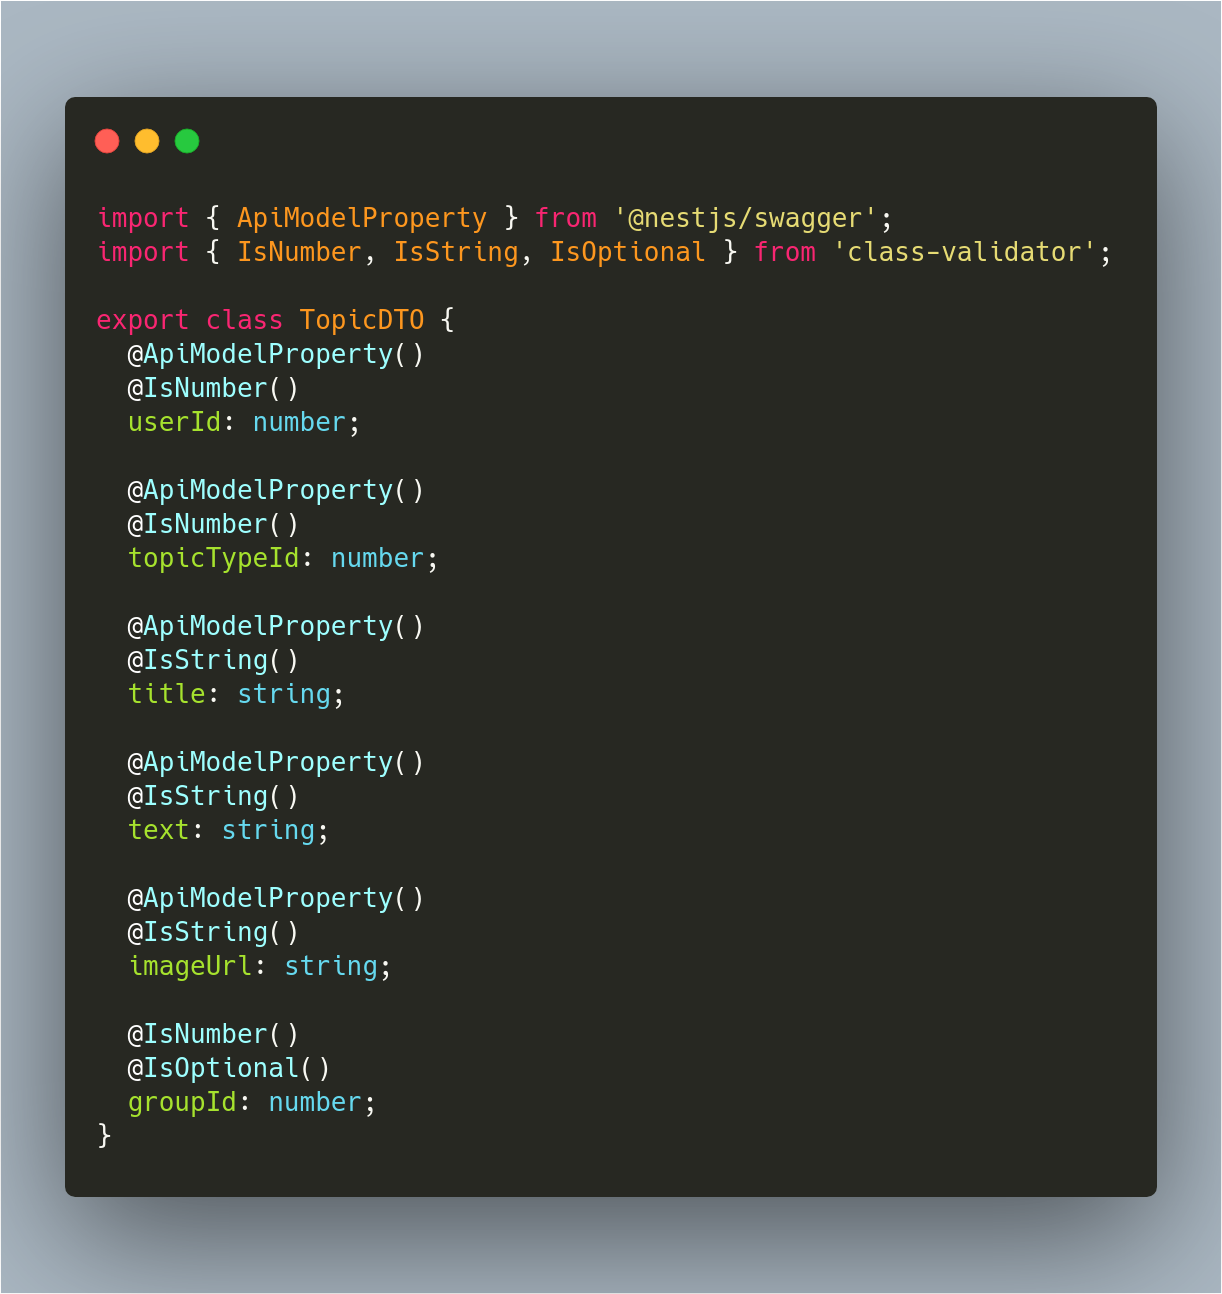 import { ApiModelProperty } from '@nestjs/swagger';
import { IsNumber, IsString, IsOptional } from 'class-validator';

export class TopicDTO {
  @ApiModelProperty()
  @IsNumber()
  userId: number;

  @ApiModelProperty()
  @IsNumber()
  topicTypeId: number;

  @ApiModelProperty()
  @IsString()
  title: string;

  @ApiModelProperty()
  @IsString()
  text: string;

  @ApiModelProperty()
  @IsString()
  imageUrl: string;

  @IsNumber()
  @IsOptional()
  groupId: number;
}